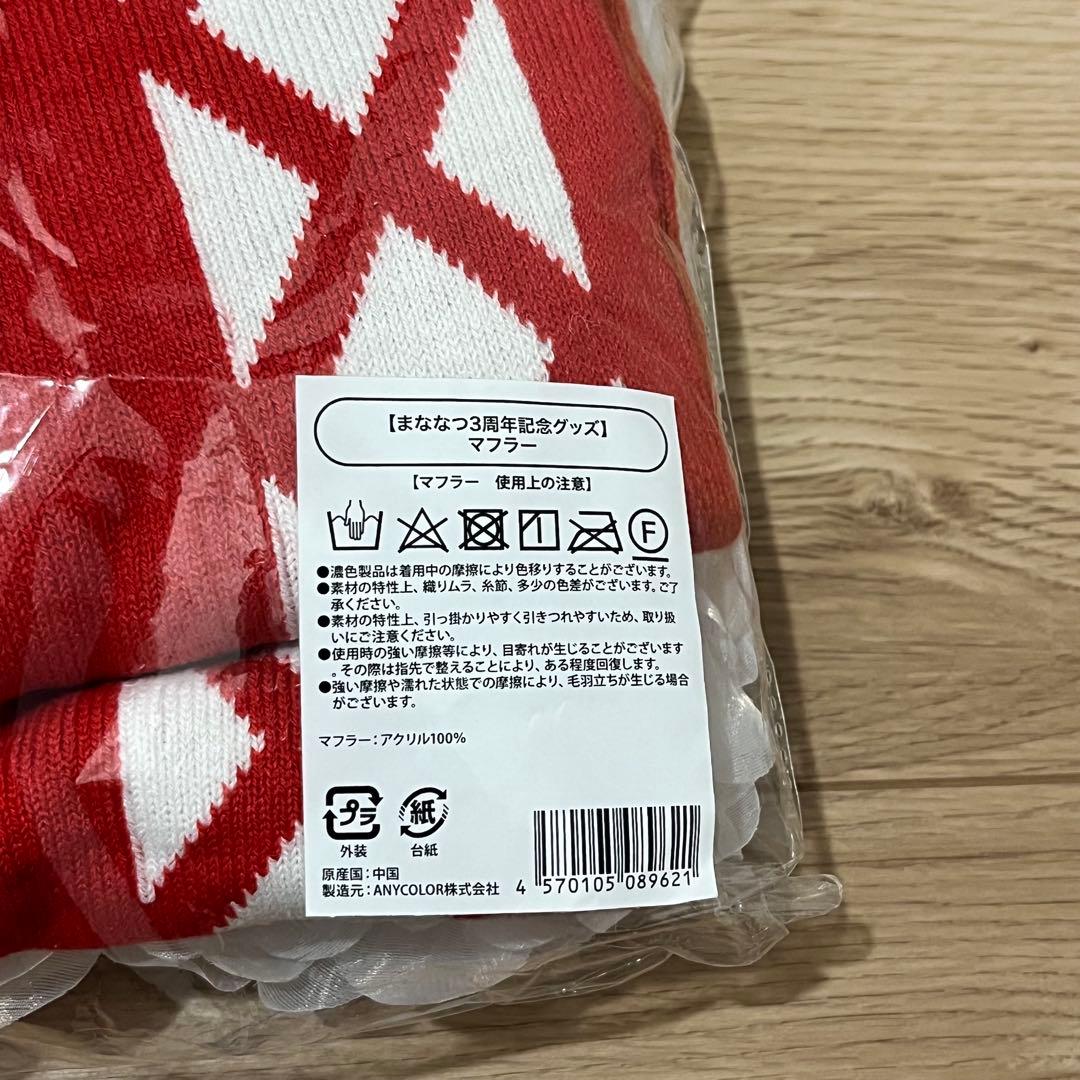 【まななつ3周年記念グッズ】
マフラー
【マフラー　使用上の注意】
F
●濃色製品は着用中の摩擦により色移りすることがございます。
●素材の特性上、織りムラ、糸節、多少の色差がございます。ご了
承ください。
●素材の特性上、引っ掛かりやすく引きつれやすいため、取り扱
いにご注意ください。
●使用時の強い摩擦等により、目寄れが生じることがございます
。その際は指先で整えることにより、ある程度回復します。
●強い摩擦や濡れた状態での摩擦により、毛羽立ちが生じる場合
がございます。
マフラー：アクリル100%
プラ 紙
外装 台紙
原産国：中国
製造元：ANYCOLOR株式会社
4 570105 089621